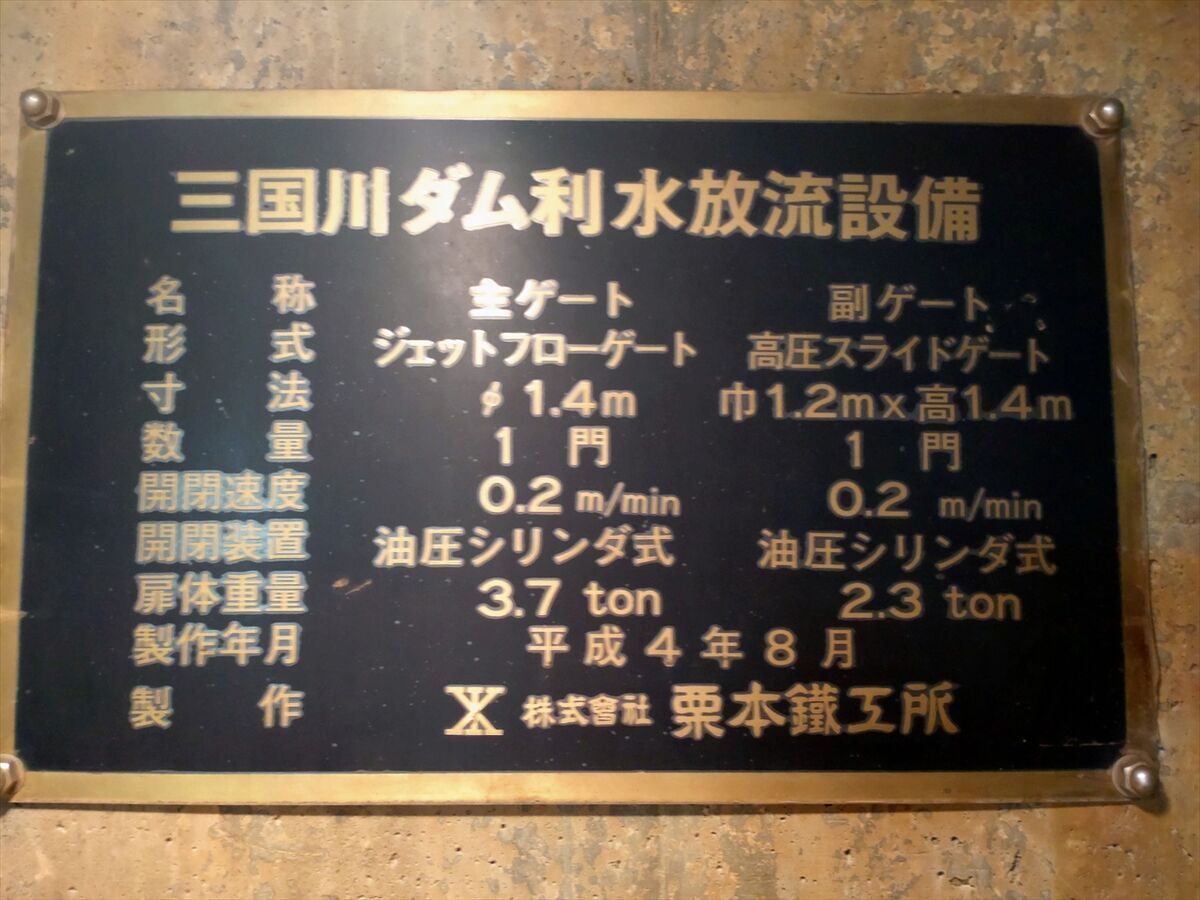 三国川ダム利水放流設備
名称 主ゲート 副ゲート
形式 ジェットフローゲート 高圧スライドゲート
寸法 φ1.4m 巾1.2m×高1.4m
数量 1 門 1 門
開閉速度 0.2 m/min 0.2 m/min
開閉装置 油圧シリンダ式 油圧シリンダ式
扉体重量 3.7 ton 2.3 ton
製作年月 平成4年8月
製作 株式會社 栗本鐵工所